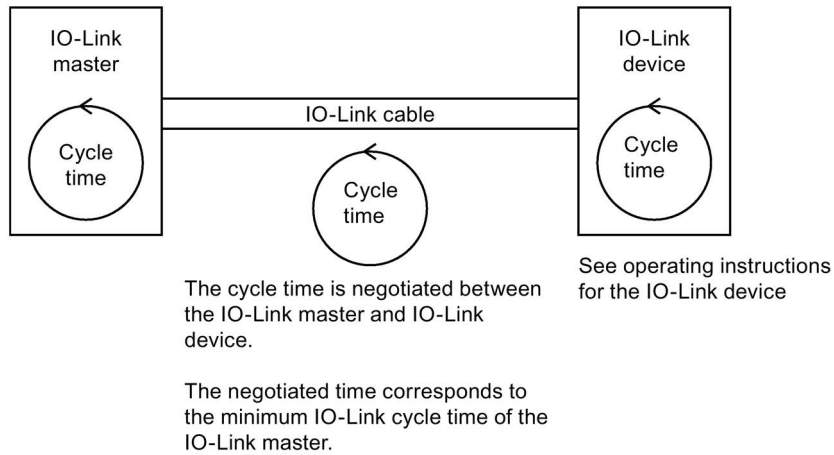 IO-Link
master
Cycle
time
IO-Link cable
Cycle
time
The cycle time is negotiated between
the IO-Link master and IO-Link
device.
The negotiated time corresponds to
the minimum IO-Link cycle time of the
IO-Link master.
IO-Link
device
Cycle
time
See operating instructions
for the IO-Link device